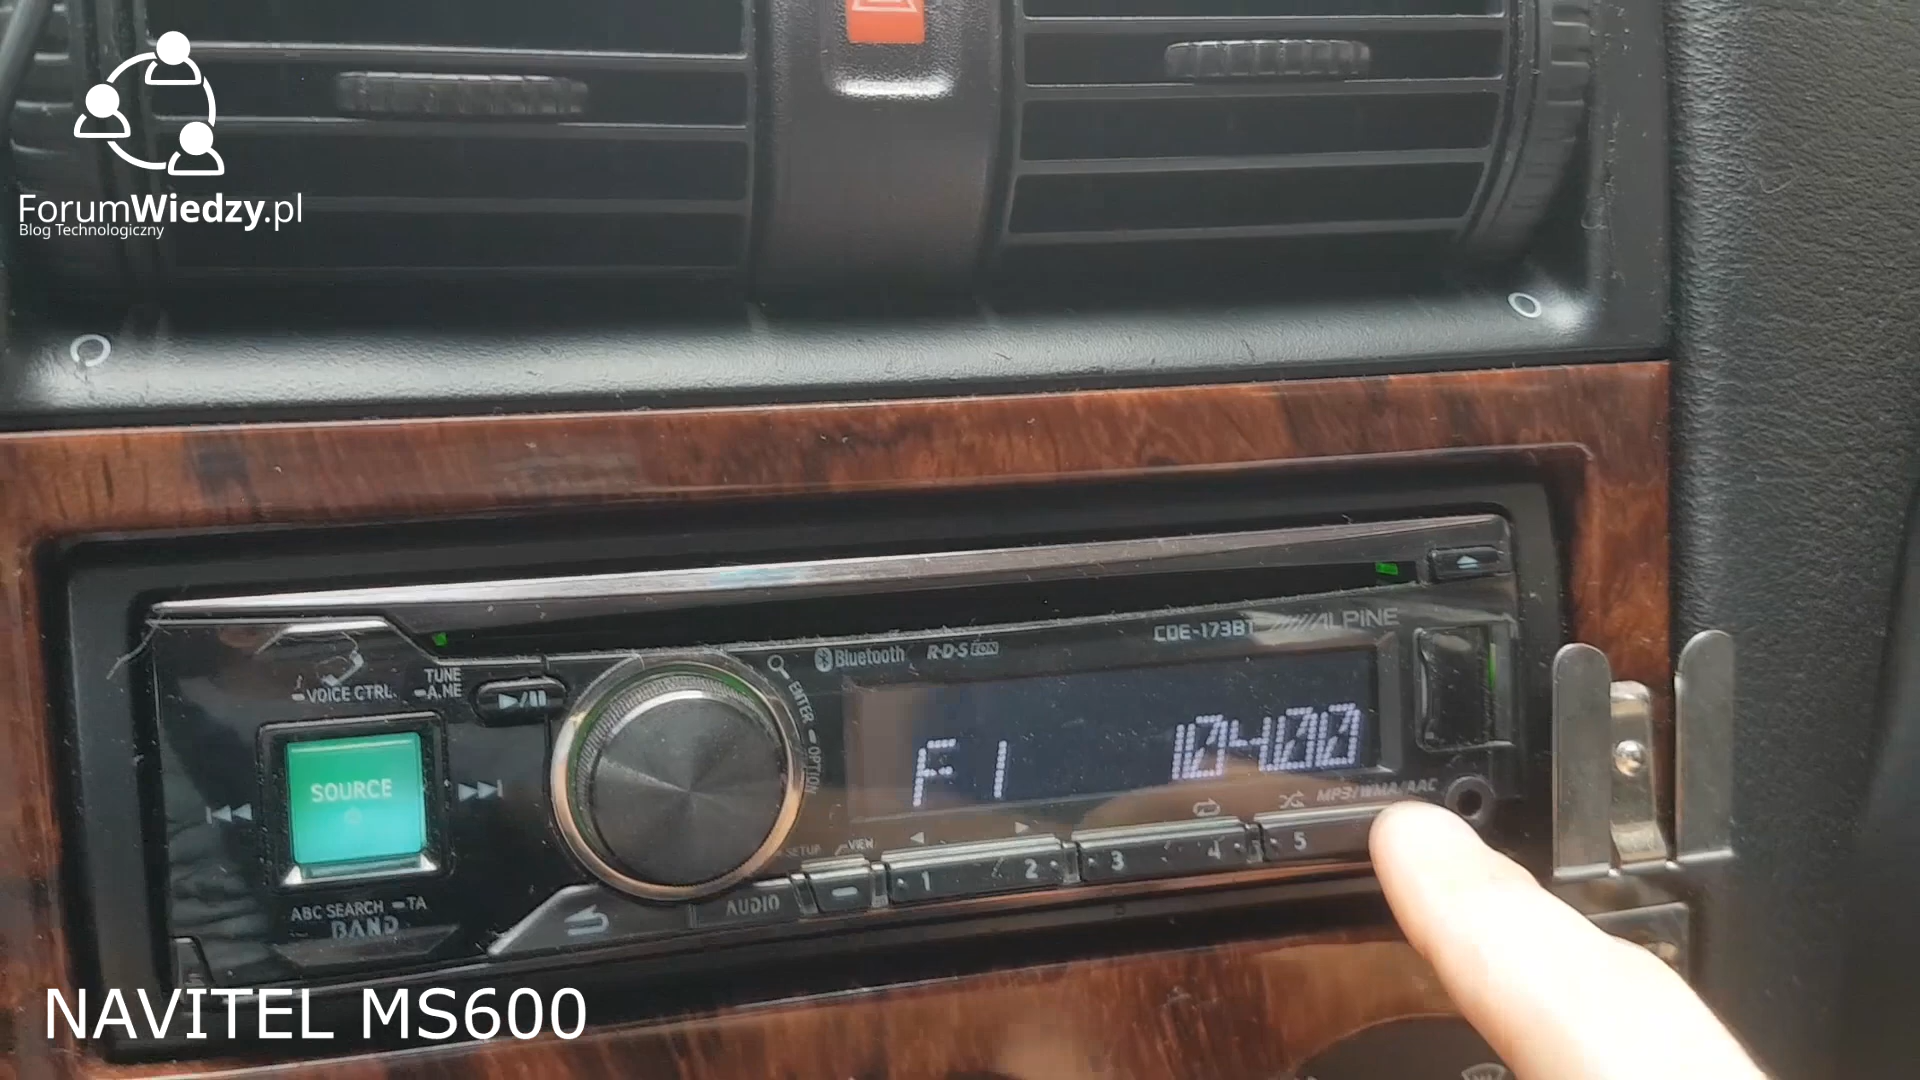 ForumWiedzy.pl
Blog Technologiczny
CDE-173BT ALPINE
Bluetooth R·D·S EON
VOICE CTRL.
TUNE
A.ME
ENTER
OPTION
SOURCE
F1 104.00
MP3/WMA/AAC
SETUP
VIEW
1 2 3 4 5
AUDIO
ABC SEARCH TA
BAND
NAVITEL MS600